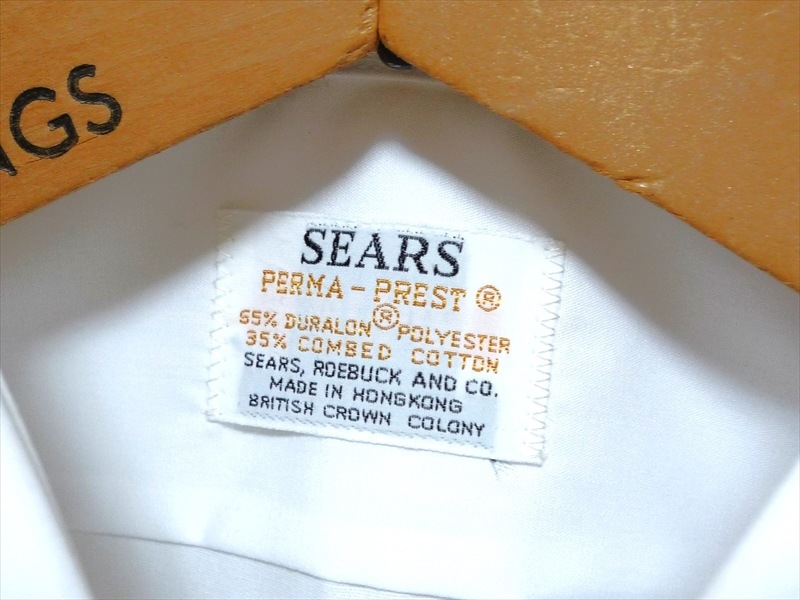 NGS
SEARS
PERMA-PREST ®
65% DURALON ® POLYESTER
35% COMBED COTTON
SEARS, ROEBUCK AND CO.
MADE IN HONGKONG
BRITISH CROWN COLONY